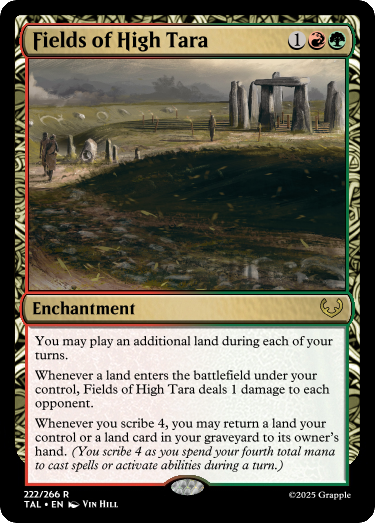 Fields of High Tara
1
Enchantment
You may play an additional land during each of your
turns.
Whenever a land enters the battlefield under your
control, Fields of High Tara deals 1 damage to each
opponent.
Whenever you scribe 4, you may return a land your
control or a land card in your graveyard to its owner's
hand. (You scribe 4 as you spend your fourth total mana
to cast spells or activate abilities during a turn.)
222/266 R
TAL • EN Vin Hill
©2025 Grapple